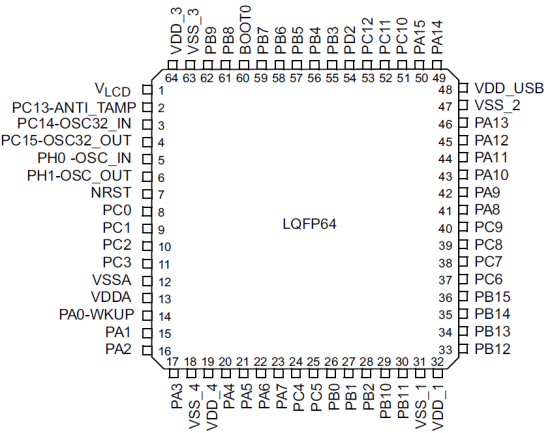 VDD_3
VSS_3
PB9
PB8
BOOT0
PB7
PB6
PB5
PB4
PB3
PD2
PC12
PC11
PC10
PA15
PA14
64 63 62 61 60 59 58 57 56 55 54 53 52 51 50 49
VLCD 1 48 VDD_USB
PC13-ANTI_TAMP 2 47 VSS_2
PC14-OSC32_IN 3 46 PA13
PC15-OSC32_OUT 4 45 PA12
PH0 -OSC_IN 5 44 PA11
PH1-OSC_OUT 6 43 PA10
NRST 7 42 PA9
PC0 8 41 PA8
PC1 9 40 PC9
LQFP64
PC2 10 39 PC8
PC3 11 38 PC7
VSSA 12 37 PC6
VDDA 13 36 PB15
PA0-WKUP 14 35 PB14
PA1 15 34 PB13
PA2 16 33 PB12
17 18 19 20 21 22 23 24 25 26 27 28 29 30 31 32
PA3
VSS_4
VDD_4
PA4
PA5
PA6
PA7
PC4
PC5
PB0
PB1
PB2
PB10
PB11
VSS_1
VDD_1